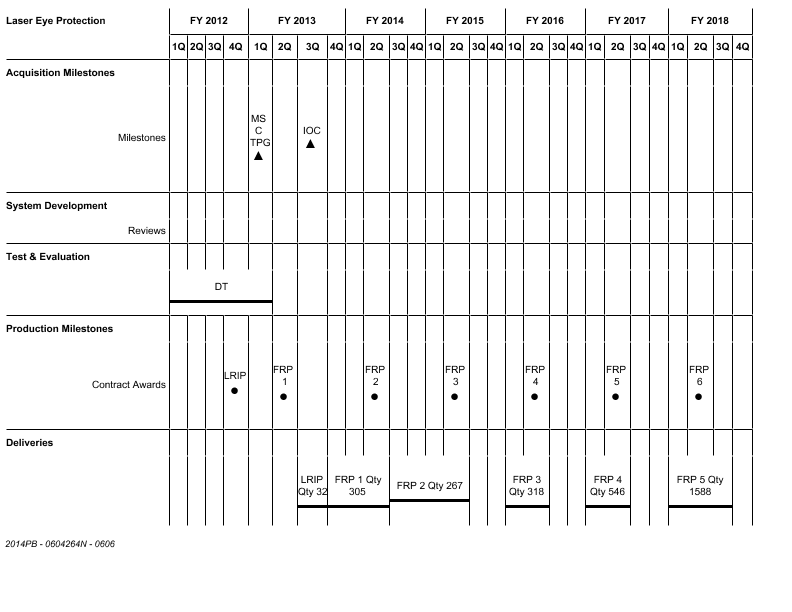 Laser Eye Protection FY 2012 FY 2013 FY 2014 FY 2015 FY 2016 FY 2017 FY 2018
1Q 2Q 3Q 4Q 1Q 2Q 3Q 4Q 1Q 2Q 3Q 4Q 1Q 2Q 3Q 4Q 1Q 2Q 3Q 4Q 1Q 2Q 3Q 4Q 1Q 2Q 3Q 4Q
Acquisition Milestones
Milestones
MS
C
TPG
IOC
System Development
Reviews
Test & Evaluation
DT
Production Milestones
Contract Awards
LRIP
FRP
1
FRP
2
FRP
3
FRP
4
FRP
5
FRP
6
Deliveries
LRIP
Qty 32
FRP 1 Qty
305
FRP 2 Qty 267
FRP 3
Qty 318
FRP 4
Qty 546
FRP 5 Qty
1588
2014PB - 0604264N - 0606